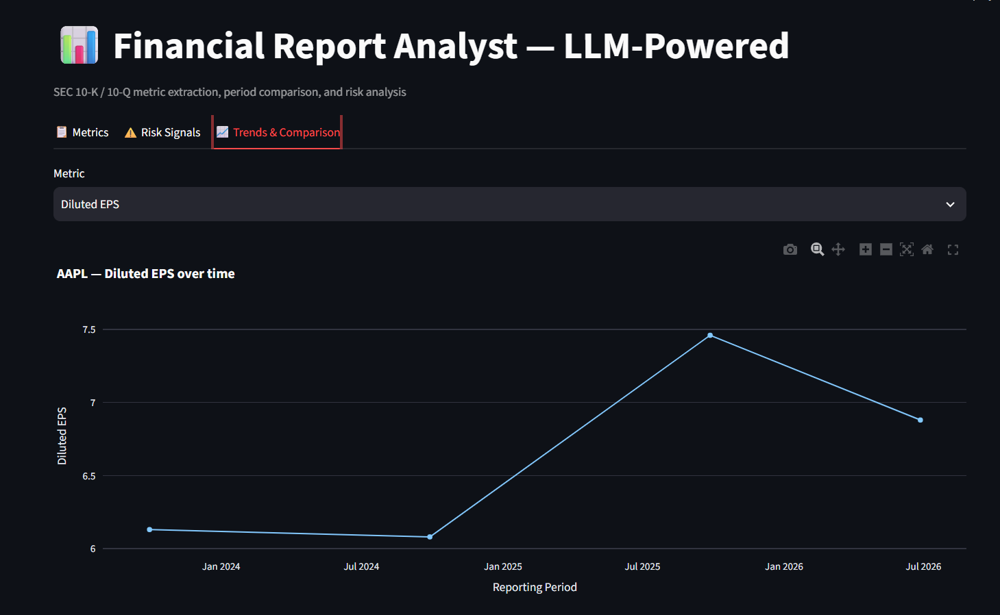 Financial Report Analyst — LLM-Powered
SEC 10-K / 10-Q metric extraction, period comparison, and risk analysis
Metrics
Risk Signals
Trends & Comparison
Metric
Diluted EPS
AAPL — Diluted EPS over time
7.5
7
6.5
6
Diluted EPS
Jan 2024
Jul 2024
Jan 2025
Jul 2025
Jan 2026
Jul 2026
Reporting Period